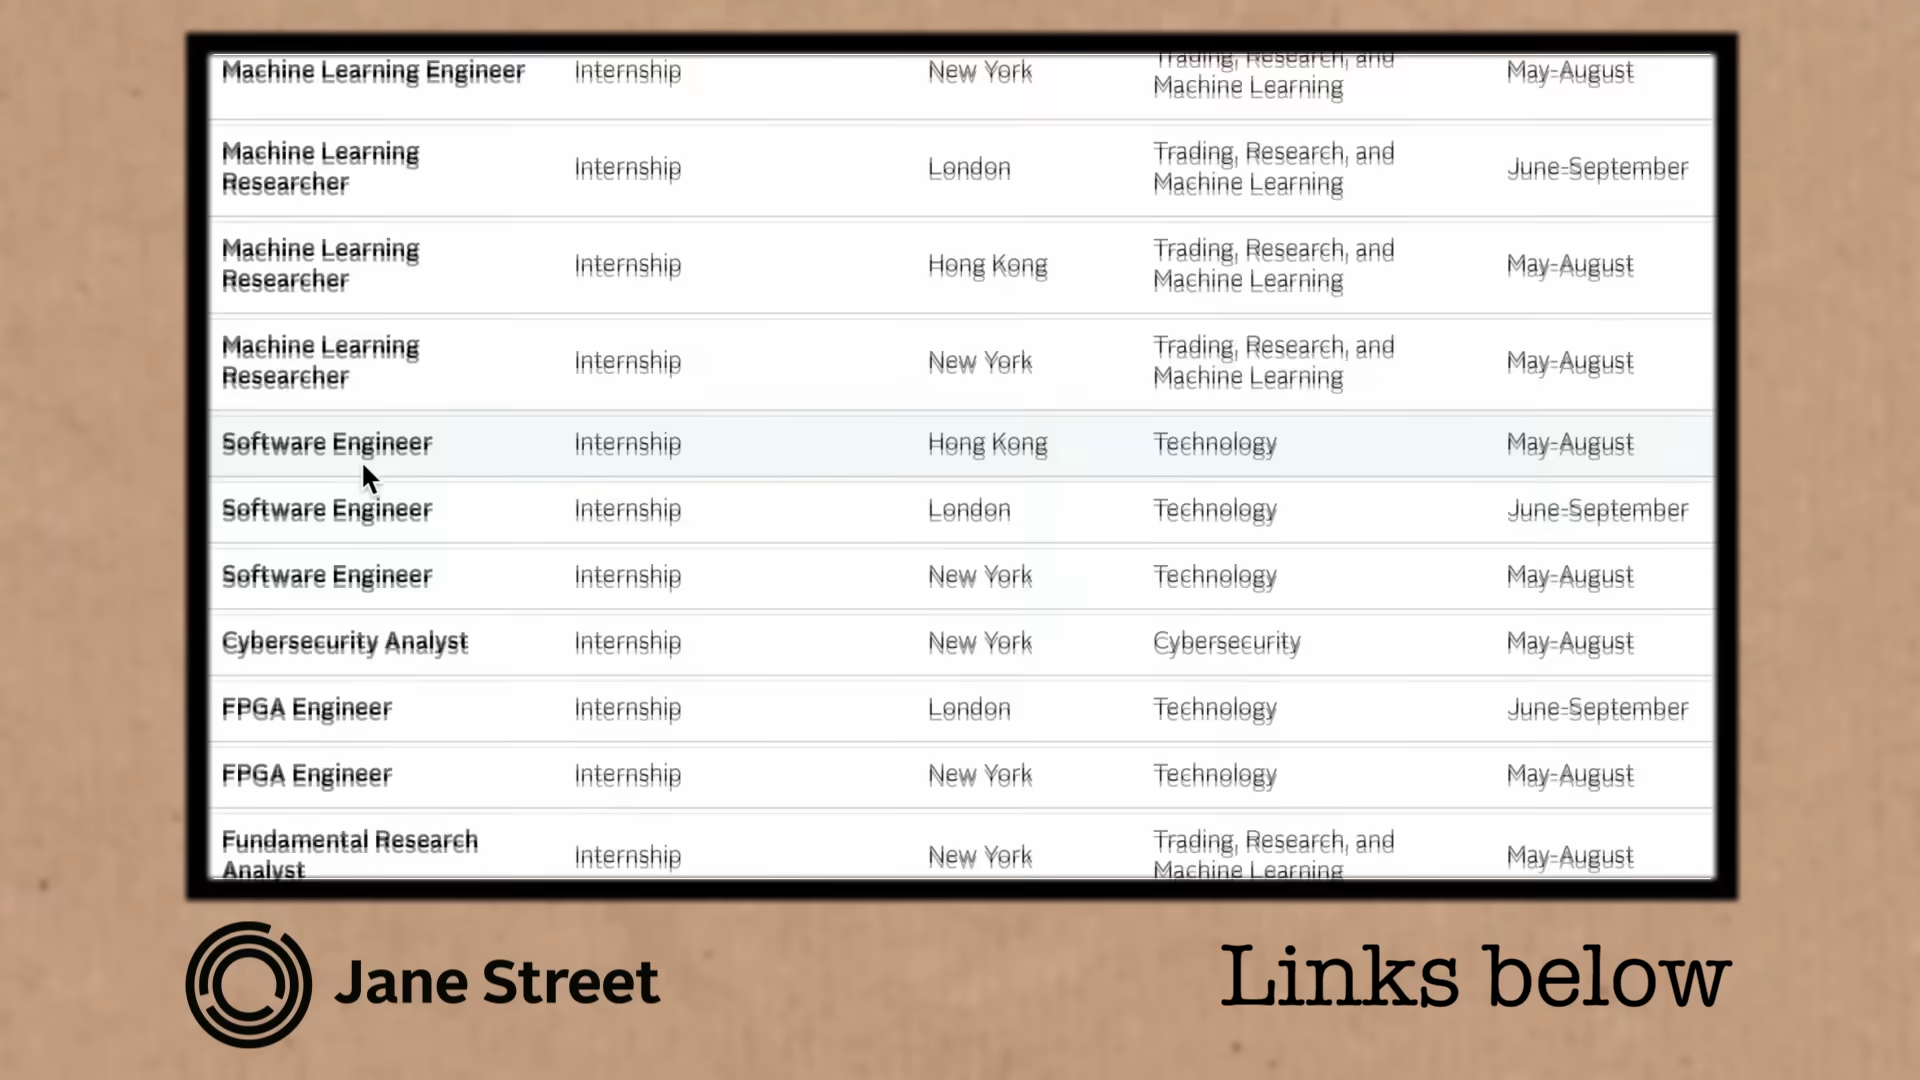 Trading, Research, and
Machine Learning Engineer Internship New York Machine Learning May-August
Machine Learning Researcher Internship London Trading, Research, and Machine Learning June-September
Machine Learning Researcher Internship Hong Kong Trading, Research, and Machine Learning May-August
Machine Learning Researcher Internship New York Trading, Research, and Machine Learning May-August
Software Engineer Internship Hong Kong Technology May-August
Software Engineer Internship London Technology June-September
Software Engineer Internship New York Technology May-August
Cybersecurity Analyst Internship New York Cybersecurity May-August
FPGA Engineer Internship London Technology June-September
FPGA Engineer Internship New York Technology May-August
Fundamental Research Analyst Internship New York Trading, Research, and Machine Learning May-August
Jane Street
Links below